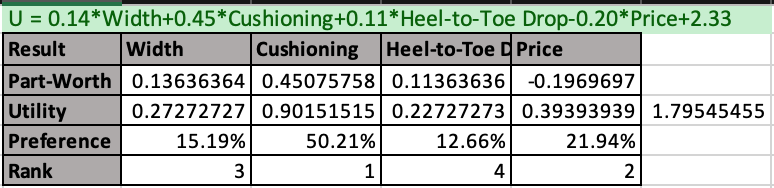 U = 0.14*Width+0.45*Cushioning+0.11*Heel-to-Toe Drop-0.20*Price+2.33
Result Width Cushioning Heel-to-Toe D Price
Part-Worth 0.13636364 0.45075758 0.11363636 -0.1969697
Utility 0.27272727 0.90151515 0.22727273 0.39393939 1.79545455
Preference 15.19% 50.21% 12.66% 21.94%
Rank 3 1 4 2